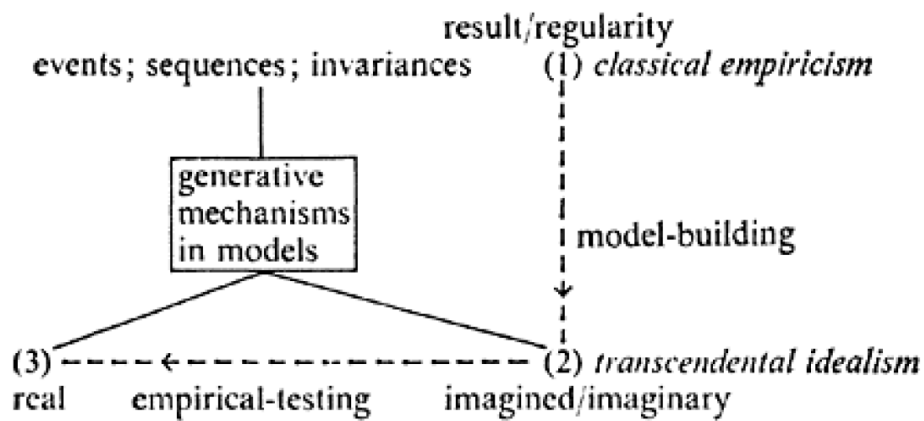 result/regularity
events; sequences; invariances (1) classical empiricism
generative
mechanisms
in models
model-building
(3) (2) transcendental idealism
real empirical-testing imagined/imaginary